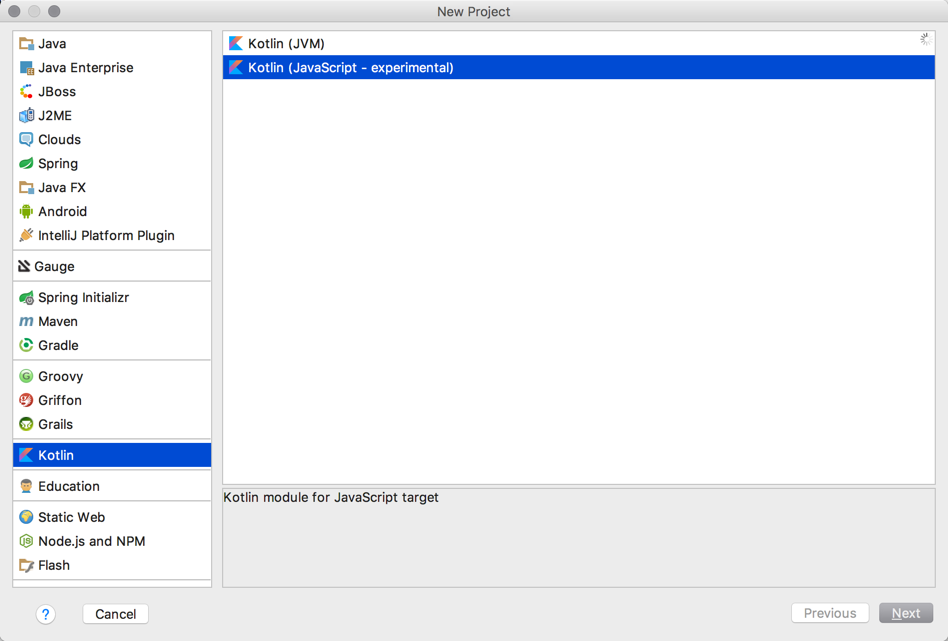 New Project
Java
Java Enterprise
JBoss
J2ME
Clouds
Spring
Java FX
Android
IntelliJ Platform Plugin
Gauge
Spring Initializr
Maven
Gradle
Groovy
Griffon
Grails
Kotlin
Education
Static Web
Node.js and NPM
Flash
Kotlin (JVM)
Kotlin (JavaScript - experimental)
Kotlin module for JavaScript target
?
Cancel
Previous
Next